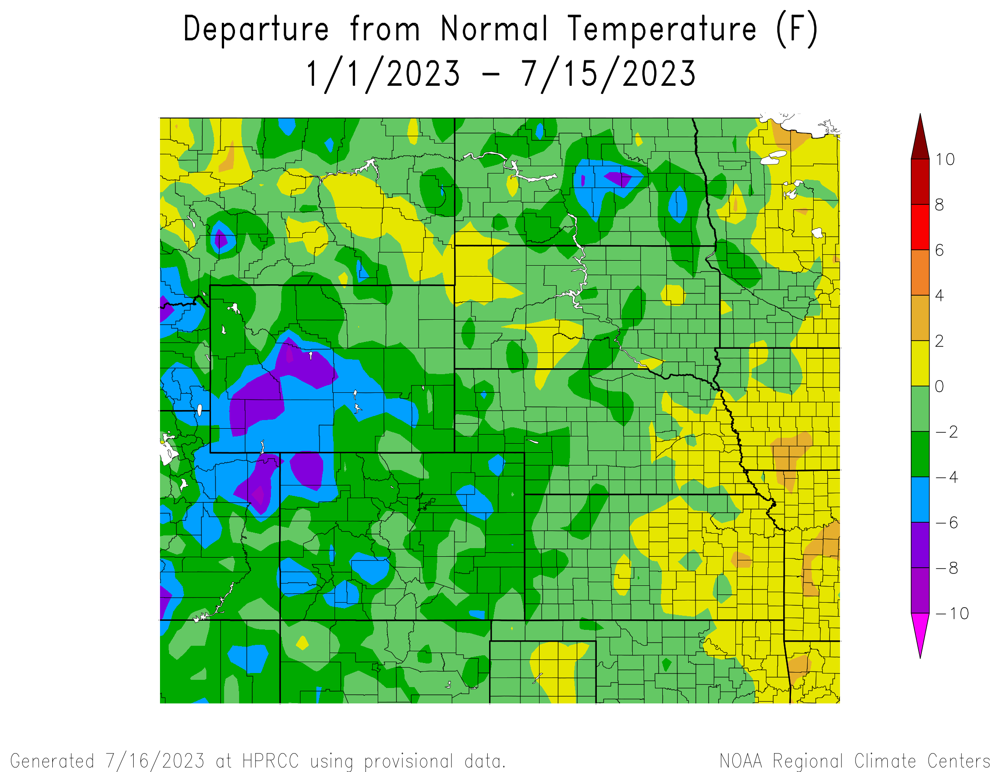 Departure from Normal Temperature (F)
1/1/2023 – 7/15/2023
10
8
6
4
2
0
−2
−4
−6
−8
−10
Generated 7/16/2023 at HPRCC using provisional data.
NOAA Regional Climate Centers